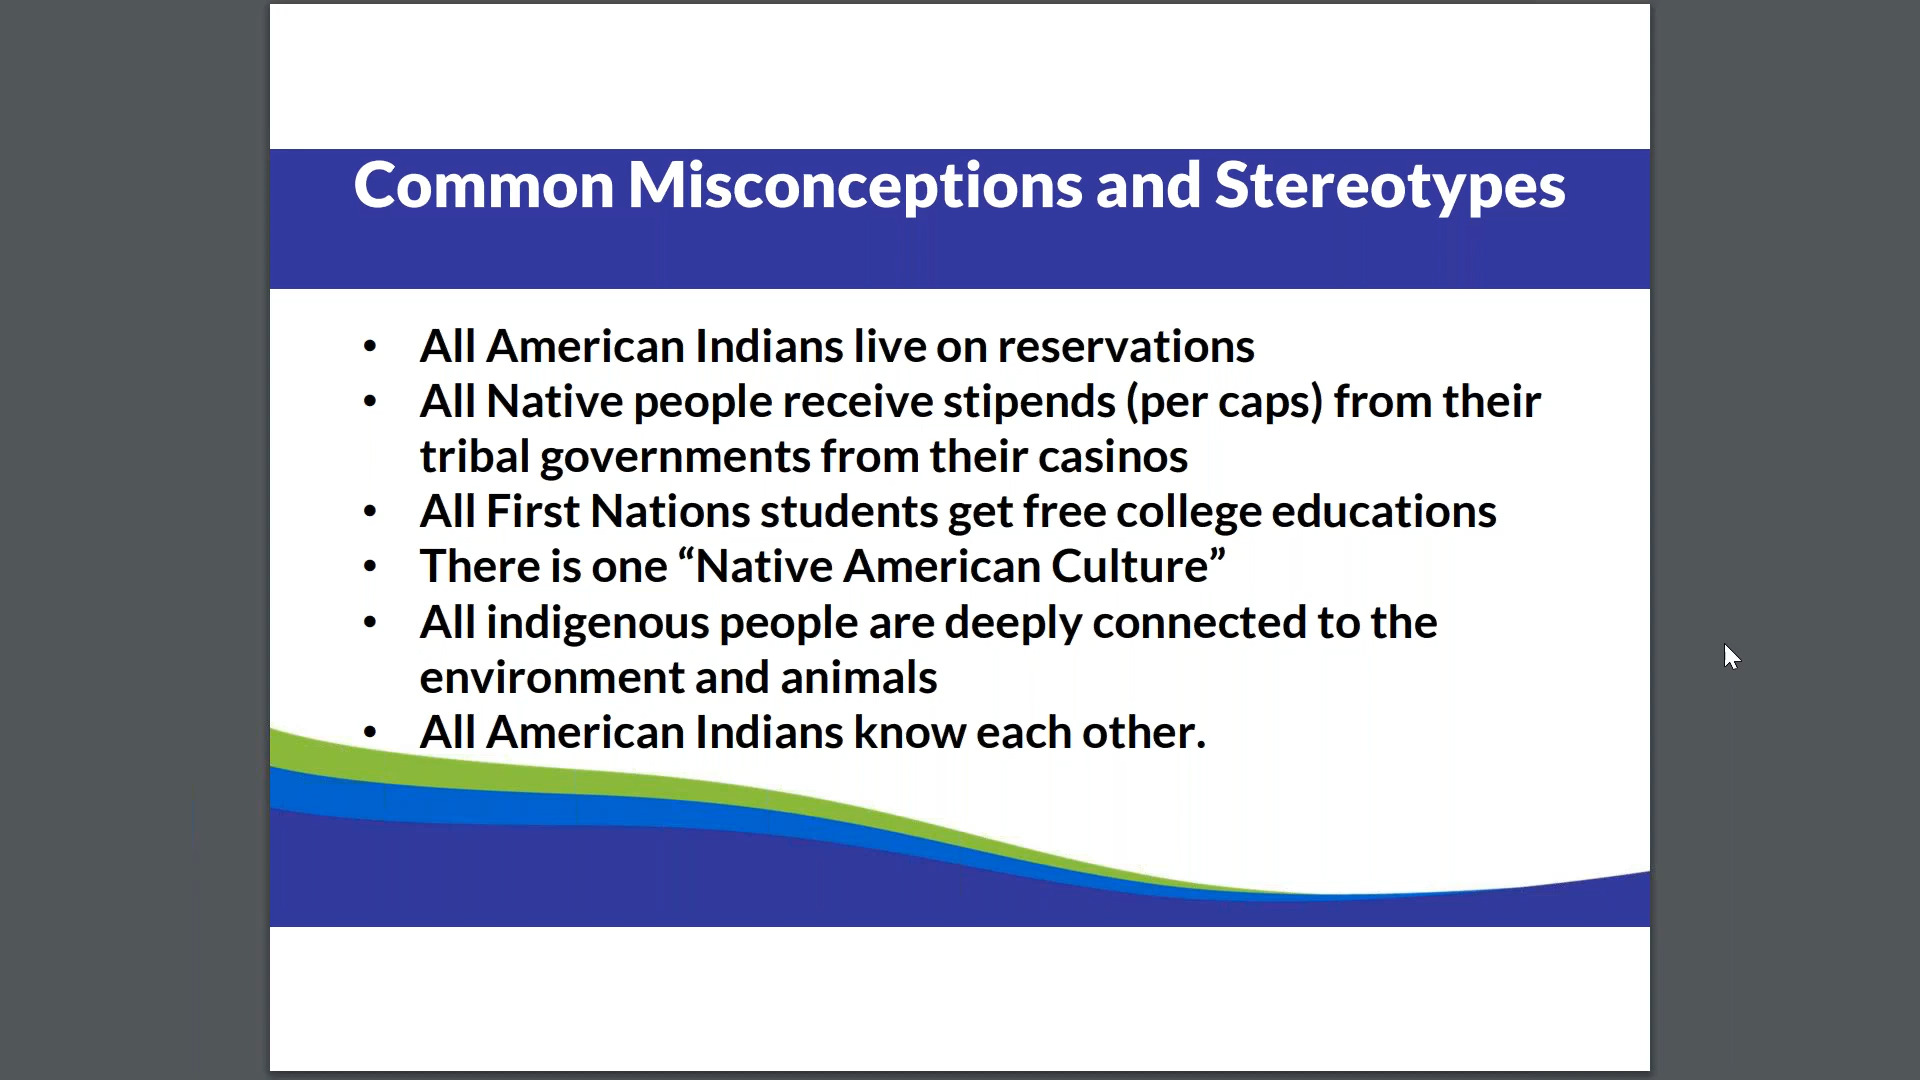 Common Misconceptions and Stereotypes
• All American Indians live on reservations
• All Native people receive stipends (per caps) from their
tribal governments from their casinos
• All First Nations students get free college educations
• There is one “Native American Culture”
• All indigenous people are deeply connected to the
environment and animals
• All American Indians know each other.